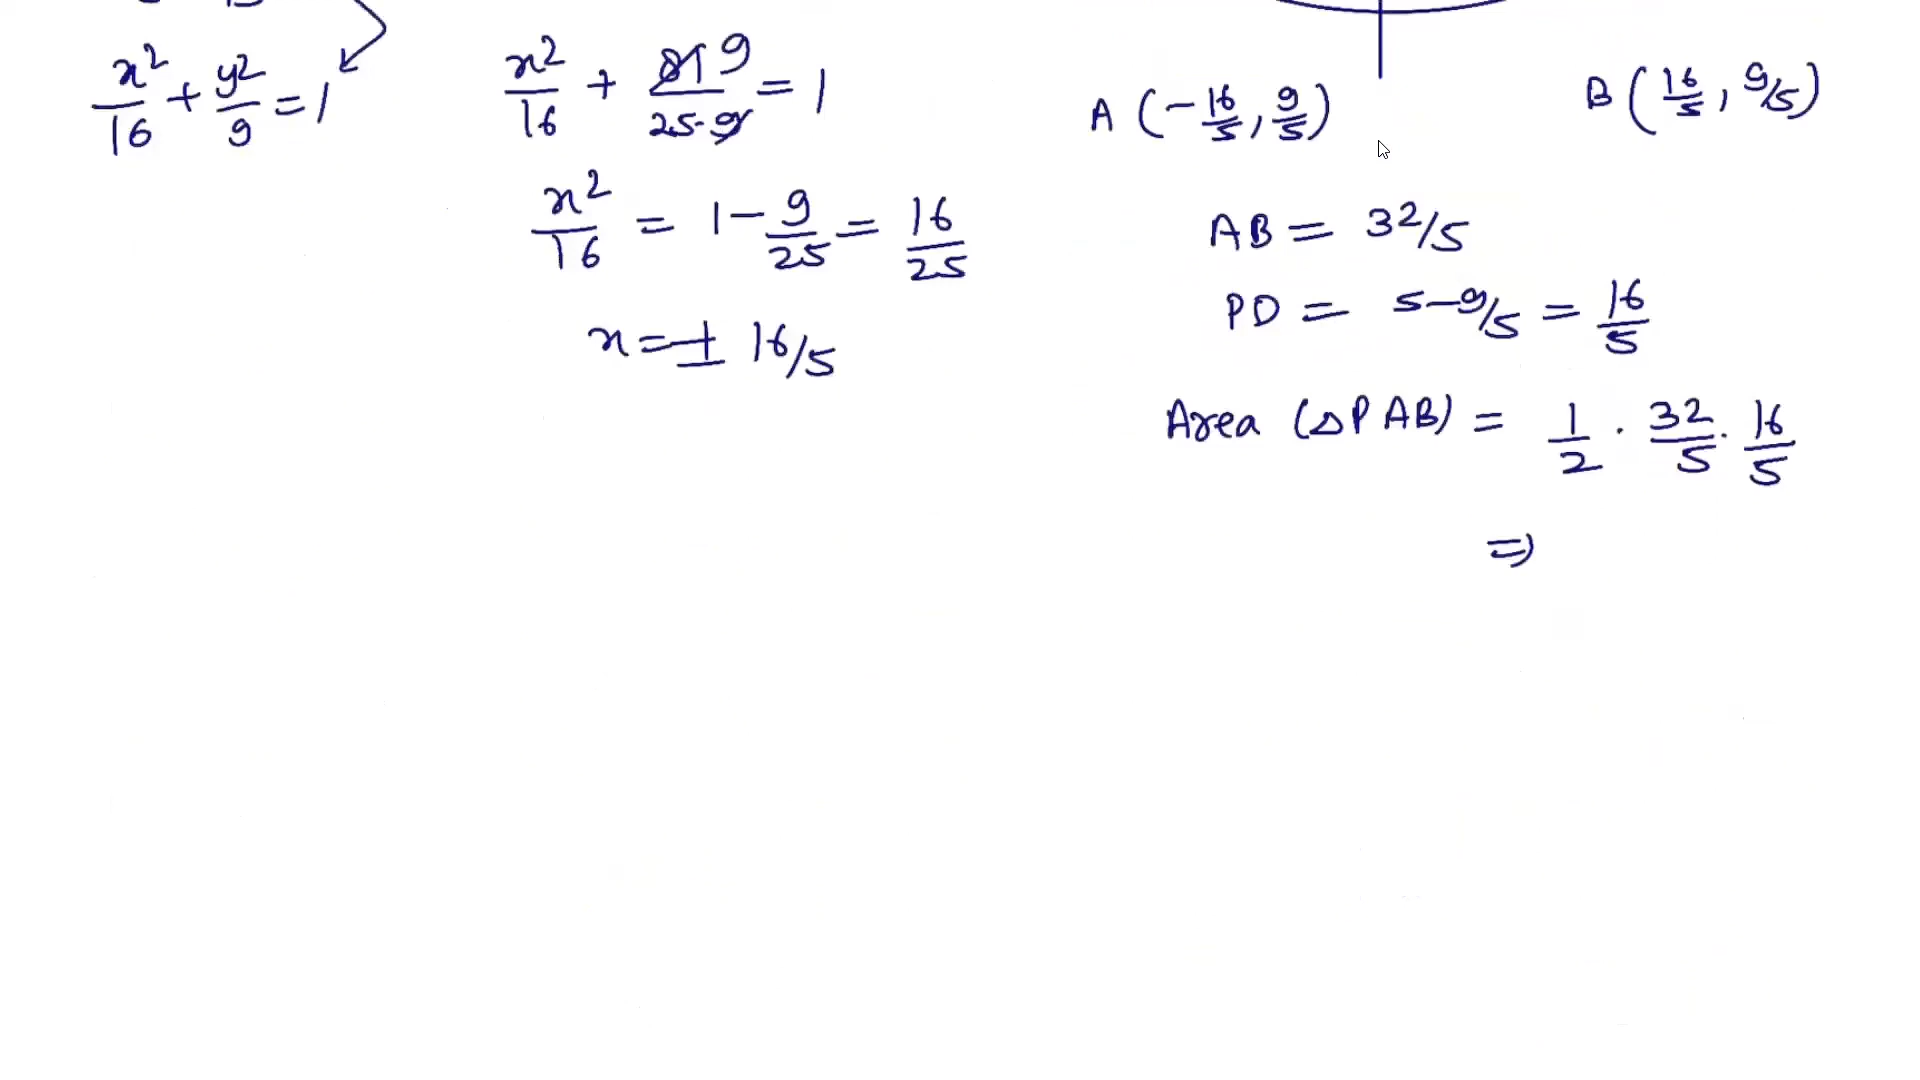 x²/16 + y²/9 = 1
x²/16 + 81 9/25·9 = 1
x²/16 = 1 - 9/25 = 16/25
x = ± 16/5
A (-16/5, 9/5)
B (16/5, 9/5)
AB = 32/5
PD = 5 - 9/5 = 16/5
Area (△PAB) = 1/2 · 32/5 · 16/5
⇒